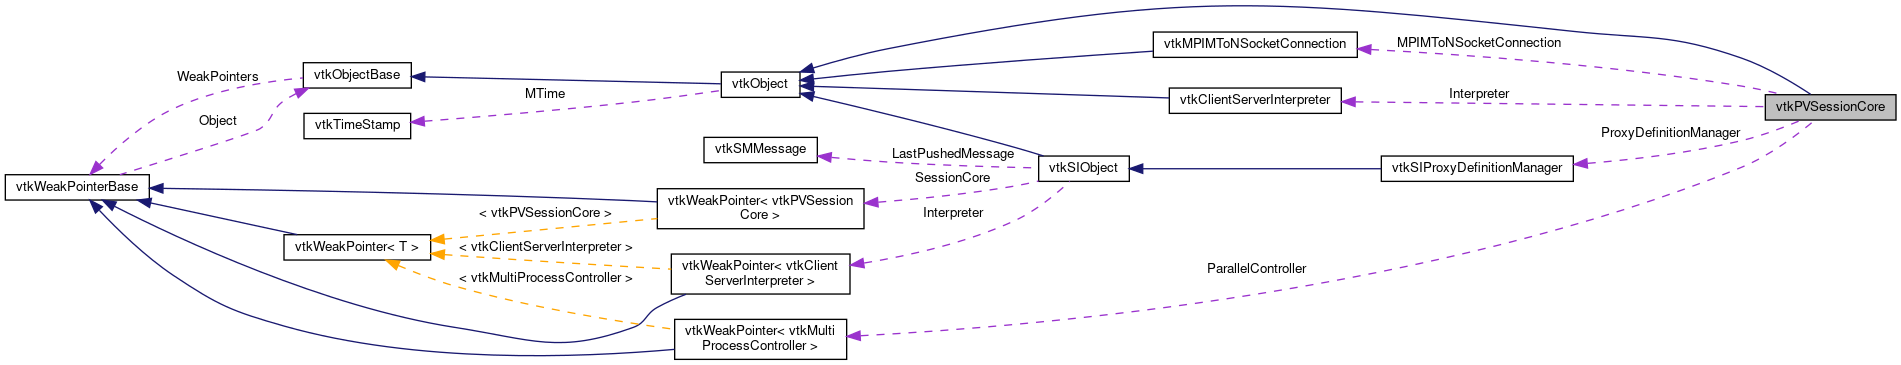 vtkMPIMToNSocketConnection
MPIMToNSocketConnection
WeakPointers
vtkObjectBase
vtkObject
MTime
vtkClientServerInterpreter
Interpreter
vtkPVSessionCore
Object
vtkTimeStamp
ProxyDefinitionManager
vtkSMMessage
LastPushedMessage
vtkSIObject
vtkSIProxyDefinitionManager
SessionCore
vtkWeakPointerBase
vtkWeakPointer< vtkPVSession
Core >
< vtkPVSessionCore >
Interpreter
vtkWeakPointer< T >
< vtkClientServerInterpreter >
vtkWeakPointer< vtkClient
ServerInterpreter >
< vtkMultiProcessController >
ParallelController
vtkWeakPointer< vtkMulti
ProcessController >